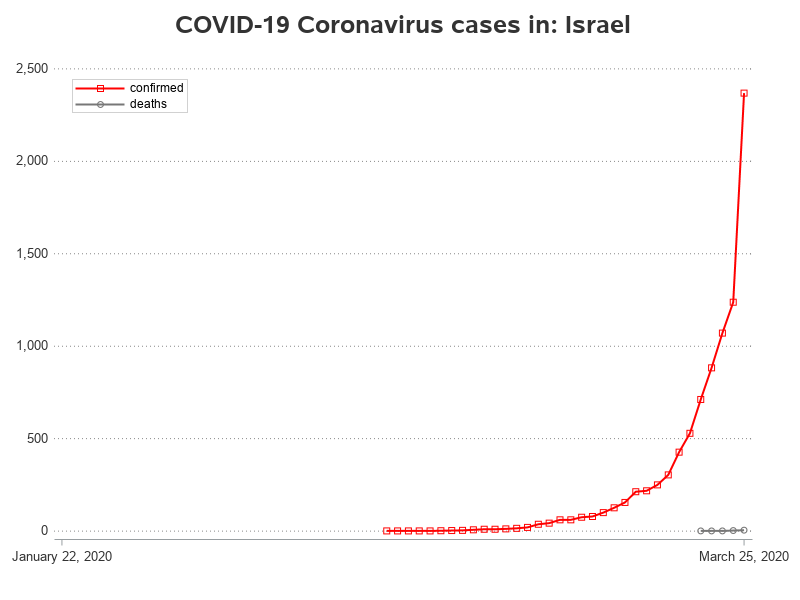 COVID-19 Coronavirus cases in: Israel
2,500
confirmed
deaths
2,000
1,500
1,000
500
0
January 22, 2020
March 25, 2020